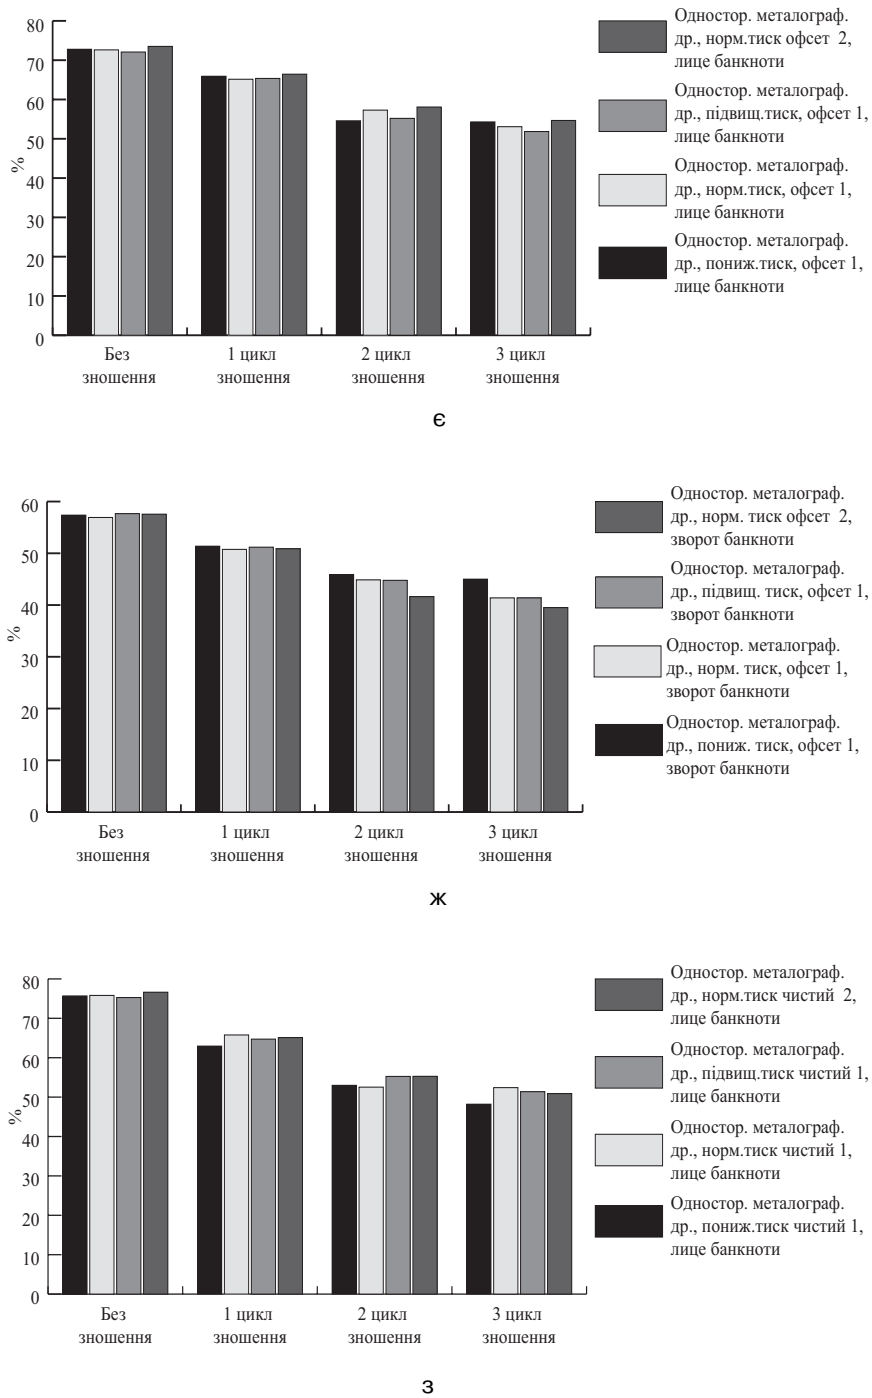 80
70
60
50
40
30
20
10
0
%
Без
зношення
1 цикл
зношення
2 цикл
зношення
3 цикл
зношення
Одностор. металограф.
др., норм.тиск офсет 2,
лице банкноти
Одностор. металограф.
др., підвищ.тиск, офсет 1,
лице банкноти
Одностор. металограф.
др., норм.тиск, офсет 1,
лице банкноти
Одностор. металограф.
др., пониж.тиск, офсет 1,
лице банкноти
є
60
50
40
30
20
10
0
%
Без
зношення
1 цикл
зношення
2 цикл
зношення
3 цикл
зношення
Одностор. металограф.
др., норм. тиск офсет 2,
зворот банкноти
Одностор. металограф.
др., підвищ. тиск, офсет 1,
зворот банкноти
Одностор. металограф.
др., норм. тиск, офсет 1,
зворот банкноти
Одностор. металограф.
др., пониж. тиск, офсет 1,
зворот банкноти
ж
80
70
60
50
40
30
20
10
0
%
Без
зношення
1 цикл
зношення
2 цикл
зношення
3 цикл
зношення
Одностор. металограф.
др., норм.тиск чистий 2,
лице банкноти
Одностор. металограф.
др., підвищ.тиск чистий 1,
лице банкноти
Одностор. металограф.
др., норм.тиск чистий 1,
лице банкноти
Одностор. металограф.
др., пониж.тиск чистий 1,
лице банкноти
з